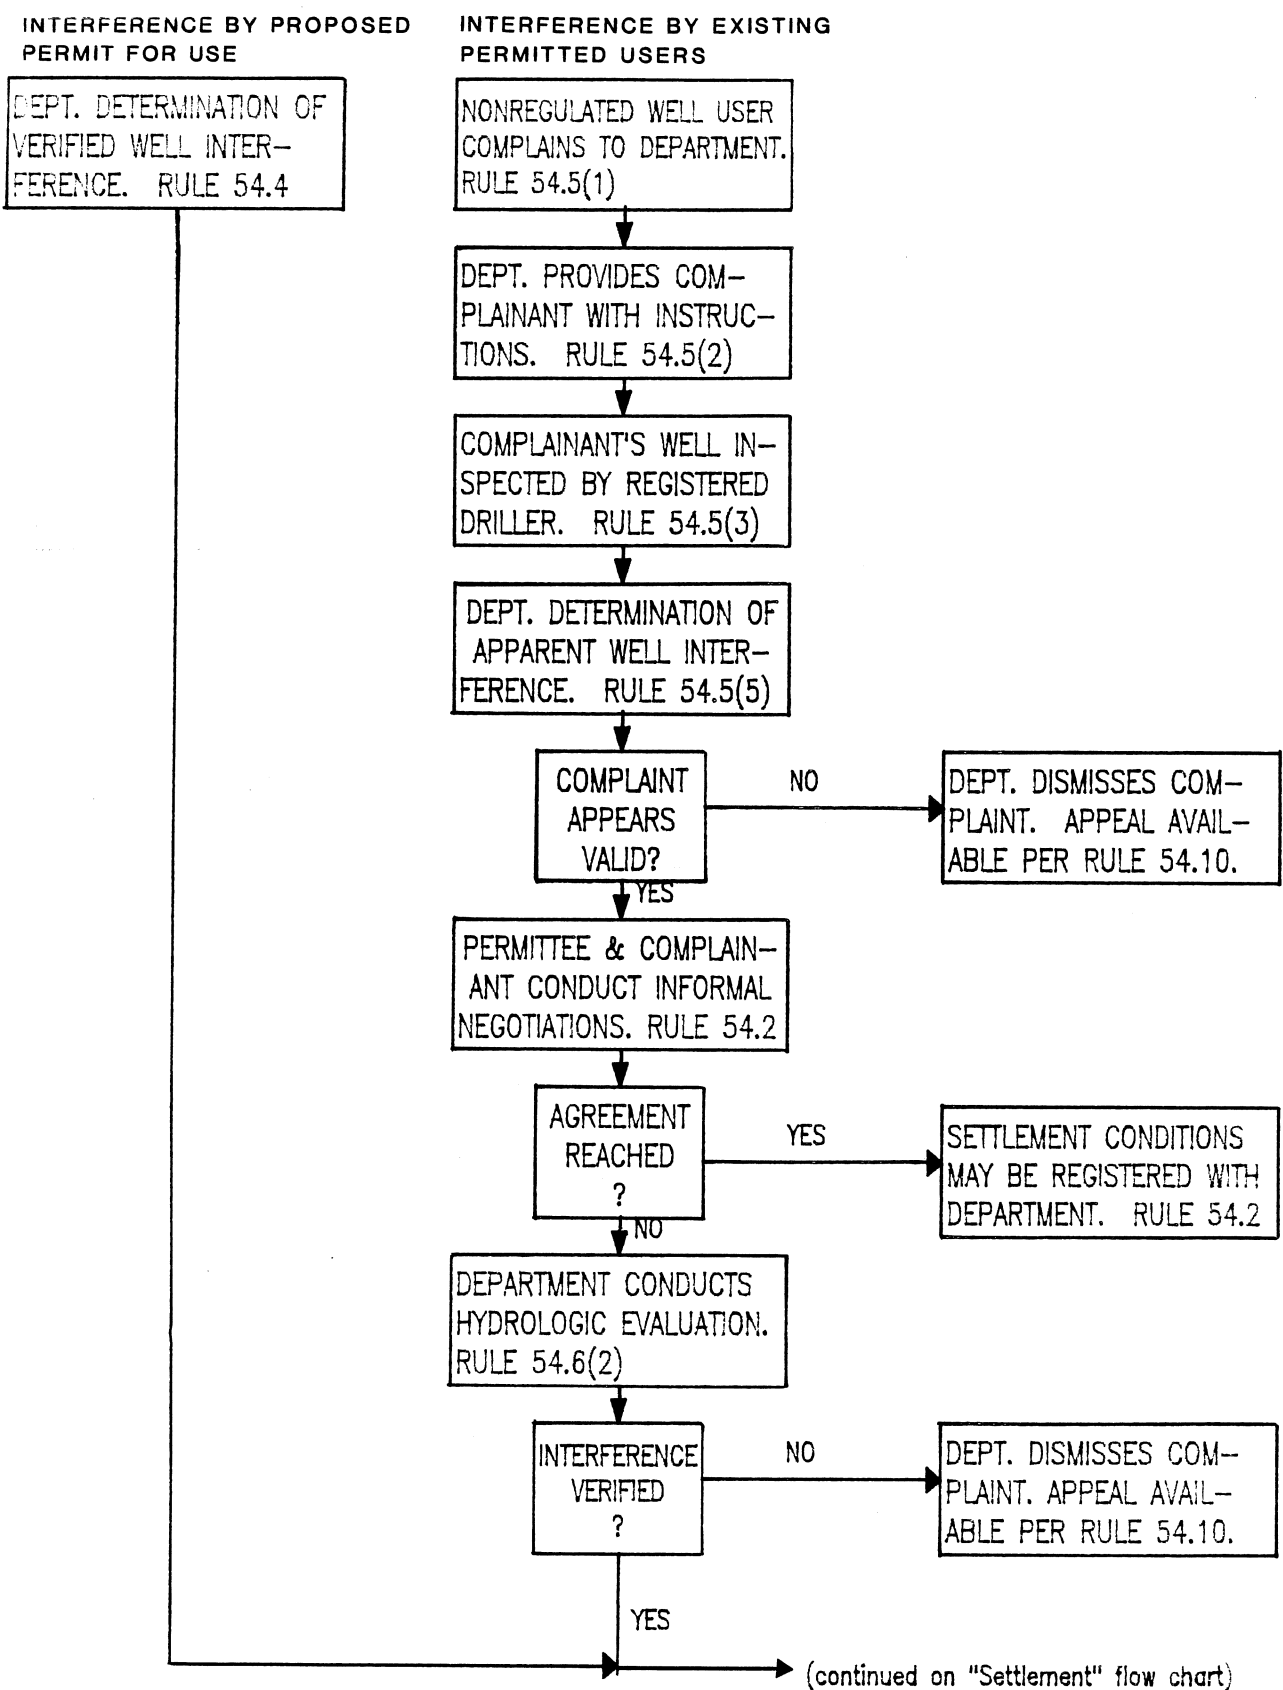 INTERFERENCE BY PROPOSED
PERMIT FOR USE
DEPT. DETERMINATION OF
VERIFIED WELL INTER–
FERENCE. RULE 54.4
INTERFERENCE BY EXISTING
PERMITTED USERS
NONREGULATED WELL USER
COMPLAINS TO DEPARTMENT.
RULE 54.5(1)
DEPT. PROVIDES COM–
PLAINANT WITH INSTRUC–
TIONS. RULE 54.5(2)
COMPLAINANT'S WELL IN–
SPECTED BY REGISTERED
DRILLER. RULE 54.5(3)
DEPT. DETERMINATION OF
APPARENT WELL INTER–
FERENCE. RULE 54.5(5)
COMPLAINT
APPEARS
VALID?
NO
DEPT. DISMISSES COM–
PLAINT. APPEAL AVAIL–
ABLE PER RULE 54.10.
YES
PERMITTEE & COMPLAIN–
ANT CONDUCT INFORMAL
NEGOTIATIONS. RULE 54.2
AGREEMENT
REACHED
?
YES
SETTLEMENT CONDITIONS
MAY BE REGISTERED WITH
DEPARTMENT. RULE 54.2
NO
DEPARTMENT CONDUCTS
HYDROLOGIC EVALUATION.
RULE 54.6(2)
INTERFERENCE
VERIFIED
?
NO
DEPT. DISMISSES COM–
PLAINT. APPEAL AVAIL–
ABLE PER RULE 54.10.
YES
(continued on "Settlement" flow chart)